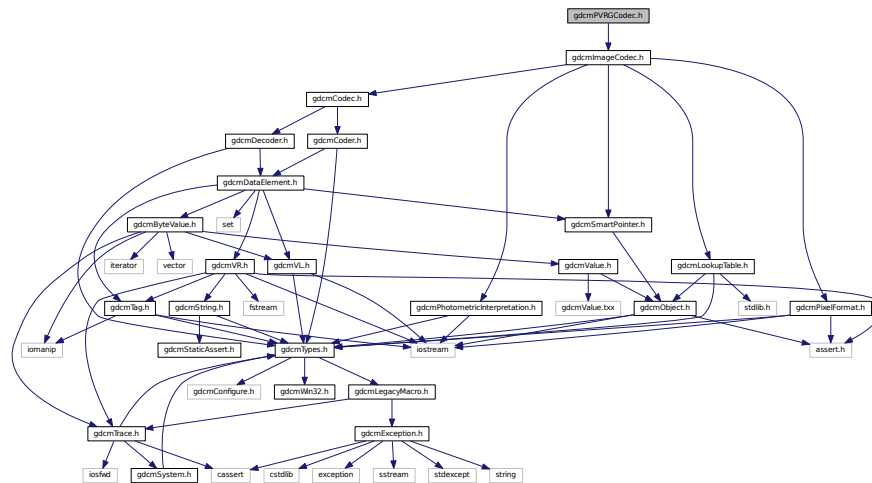 gdcmPVRGCodec.h
gdcmImageCodec.h
gdcmCodec.h
gdcmDecoder.h
gdcmCoder.h
gdcmDataElement.h
gdcmByteValue.h
set
gdcmSmartPointer.h
iterator
vector
gdcmVR.h
gdcmVL.h
gdcmValue.h
gdcmLookupTable.h
gdcmTag.h
gdcmString.h
fstream
gdcmPhotometricInterpretation.h
gdcmValue.txx
gdcmObject.h
stdlib.h
gdcmPixelFormat.h
iomanip
gdcmStaticAssert.h
gdcmTypes.h
iostream
assert.h
gdcmConfigure.h
gdcmWin32.h
gdcmLegacyMacro.h
gdcmTrace.h
gdcmException.h
iosfwd
gdcmSystem.h
cassert
cstdlib
exception
sstream
stdexcept
string